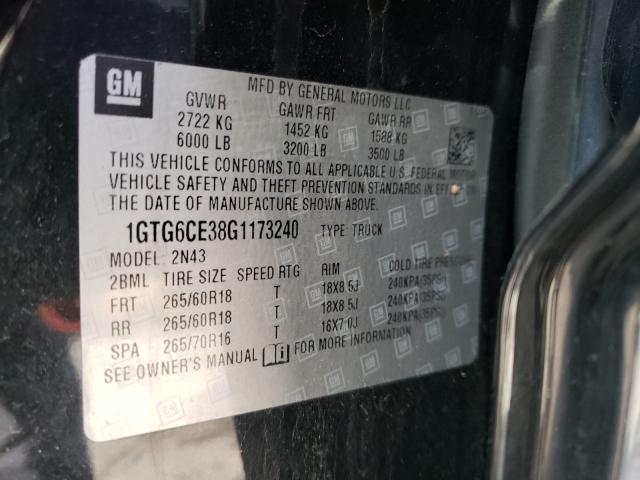 GM
MFD BY GENERAL MOTORS LLC
GVWR GAWR FRT GAWR RR
2722 KG 1452 KG 1588 KG
6000 LB 3200 LB 3500 LB
THIS VEHICLE CONFORMS TO ALL APPLICABLE U.S. FEDERAL MOTOR
VEHICLE SAFETY AND THEFT PREVENTION STANDARDS IN EFFECT ON
THE DATE OF MANUFACTURE SHOWN ABOVE.
1GTG6CE38G1173240 TYPE: TRUCK
MODEL: 2N43
2BML TIRE SIZE SPEED RTG RIM COLD TIRE PRESSURE
FRT 265/60R18 T 18X8.5J 240KPA(35PSI)
RR 265/60R18 T 18X8.5J 240KPA(35PSI)
SPA 265/70R16 T 16X7.0J 240KPA(35PSI)
SEE OWNER'S MANUAL FOR MORE INFORMATION